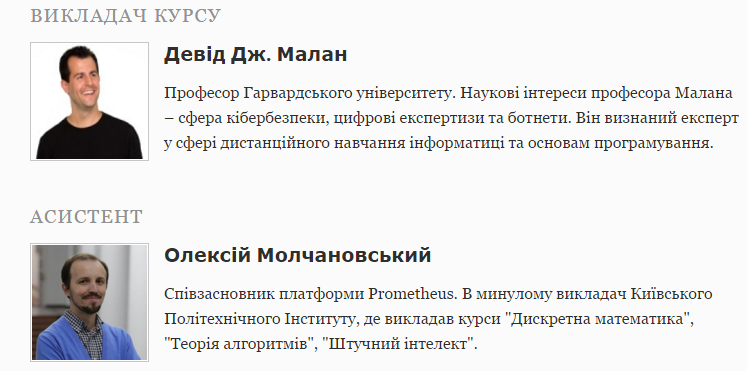 ВИКЛАДАЧ КУРСУ
Девід Дж. Малан
Професор Гарвардського університету. Наукові інтереси професора Малана
– сфера кібербезпеки, цифрові експертизи та ботнети. Він визнаний експерт
у сфері дистанційного навчання інформатиці та основам програмування.
АСИСТЕНТ
Олексій Молчановський
Співзасновник платформи Prometheus. В минулому викладач Київського
Політехнічного Інституту, де викладав курси "Дискретна математика",
"Теорія алгоритмів", "Штучний інтелект".